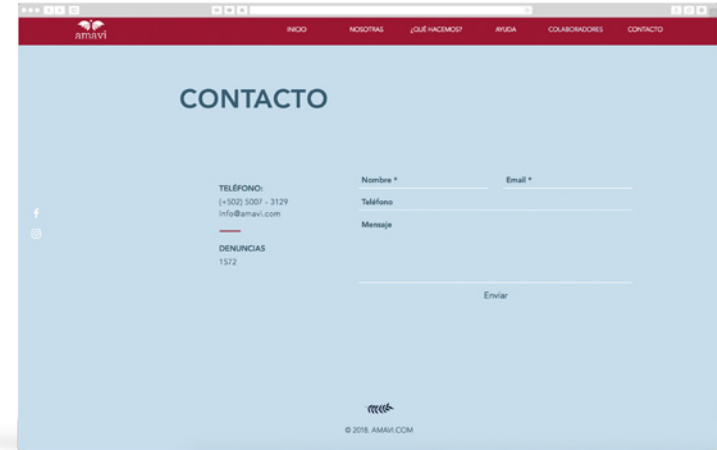 amavi
INICIO NOSOTRAS ¿QUÉ HACEMOS? AYUDA COLABORADORES CONTACTO
CONTACTO
TELÉFONO:
(+502) 5007 - 3129
info@amavi.com
DENUNCIAS
1572
Nombre * Email *
Teléfono
Mensaje
Enviar
© 2018. AMAVI.COM